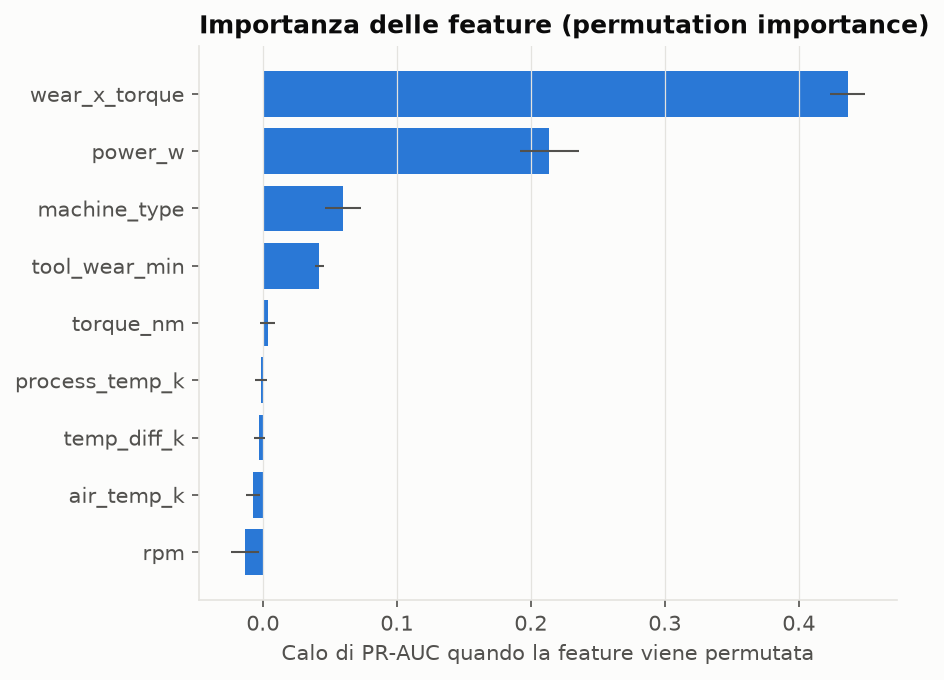 Importanza delle feature (permutation importance)
wear_x_torque
power_w
machine_type
tool_wear_min
torque_nm
process_temp_k
temp_diff_k
air_temp_k
rpm
0.0 0.1 0.2 0.3 0.4
Calo di PR-AUC quando la feature viene permutata